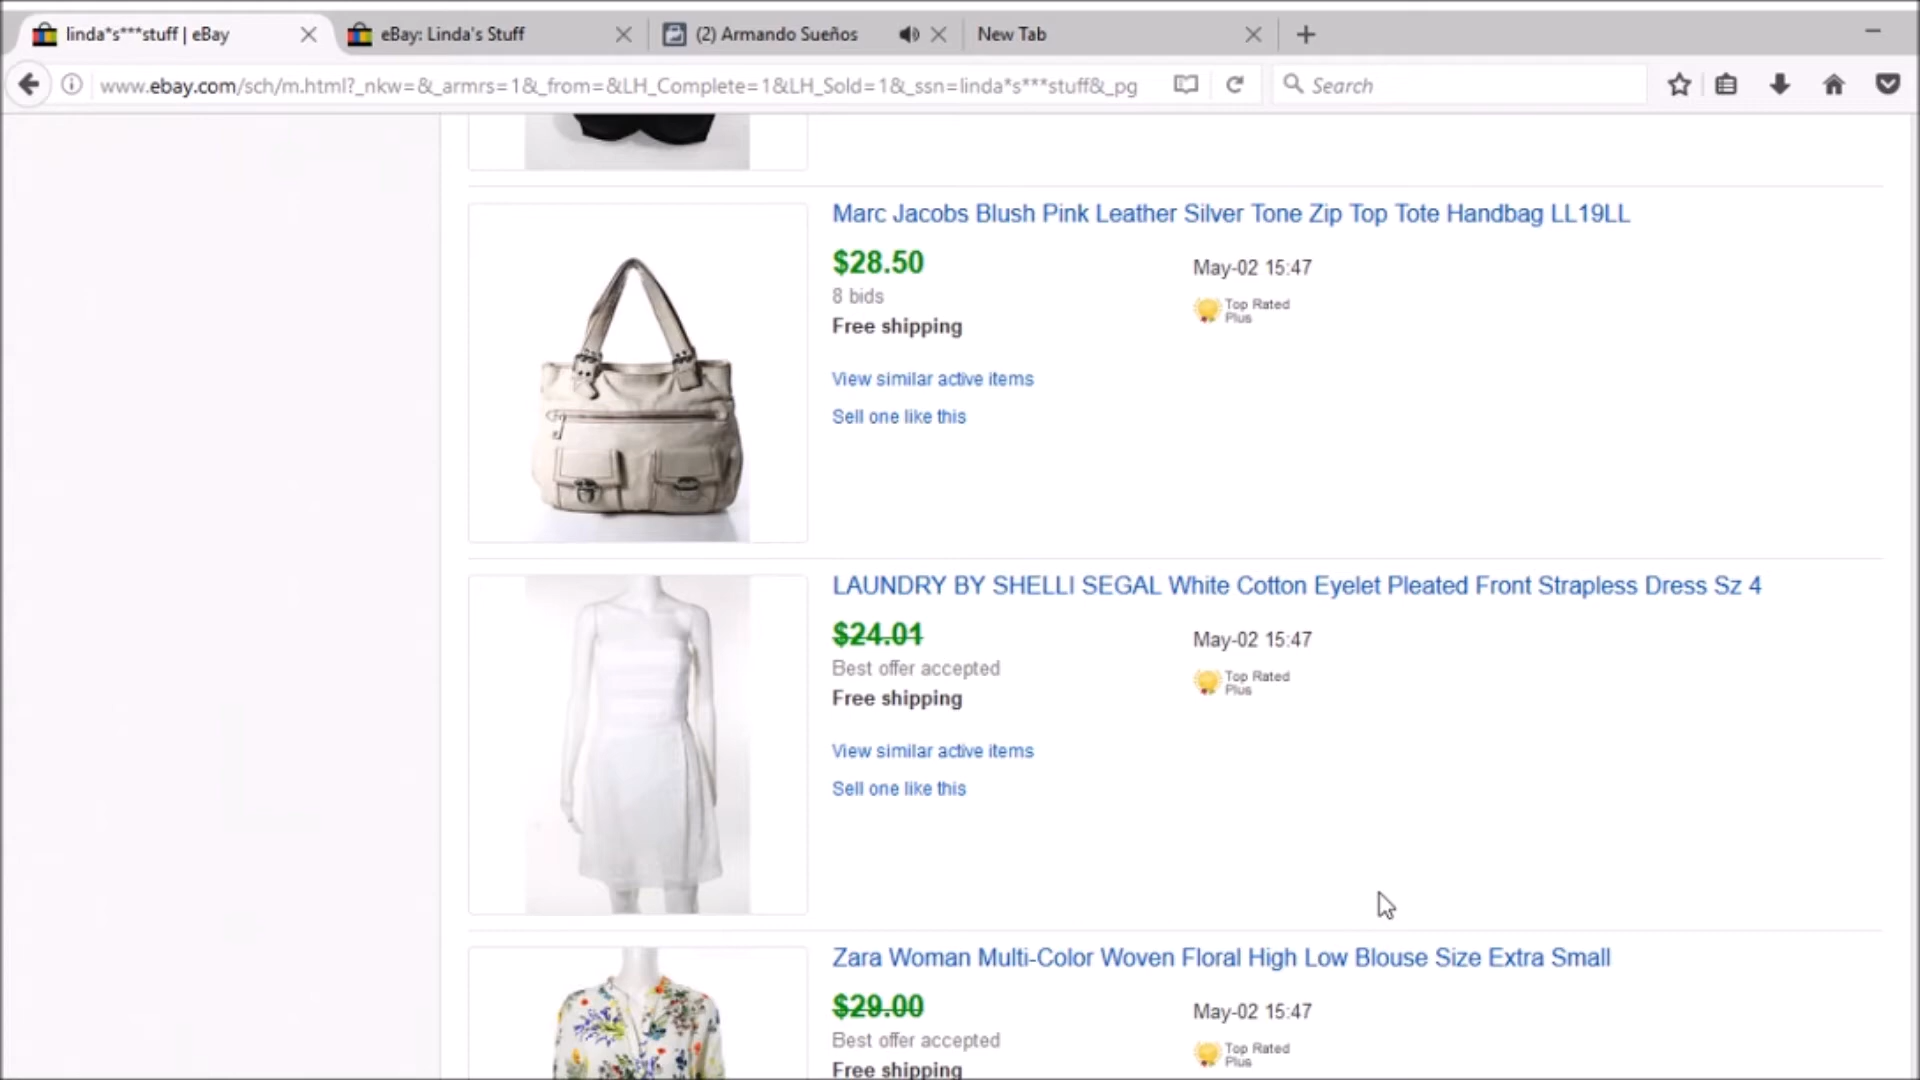 linda*s***stuff | eBay
eBay: Linda's Stuff
(2) Armando Sueños
New Tab
www.ebay.com/sch/m.html?_nkw=&_armrs=1&_from=&LH_Complete=1&LH_Sold=1&_ssn=linda*s***stuff&_pg
Search
Marc Jacobs Blush Pink Leather Silver Tone Zip Top Tote Handbag LL19LL
$28.50
May-02 15:47
8 bids
Top Rated
Plus
Free shipping
View similar active items
Sell one like this
LAUNDRY BY SHELLI SEGAL White Cotton Eyelet Pleated Front Strapless Dress Sz 4
$24.01
May-02 15:47
Best offer accepted
Top Rated
Plus
Free shipping
View similar active items
Sell one like this
Zara Woman Multi-Color Woven Floral High Low Blouse Size Extra Small
$29.00
May-02 15:47
Best offer accepted
Top Rated
Plus
Free shipping